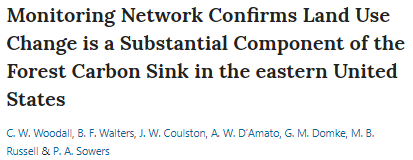 Monitoring Network Confirms Land Use
Change is a Substantial Component of the
Forest Carbon Sink in the eastern United
States
C. W. Woodall, B. F. Walters, J. W. Coulston, A. W. D’Amato, G. M. Domke, M. B.
Russell & P. A. Sowers